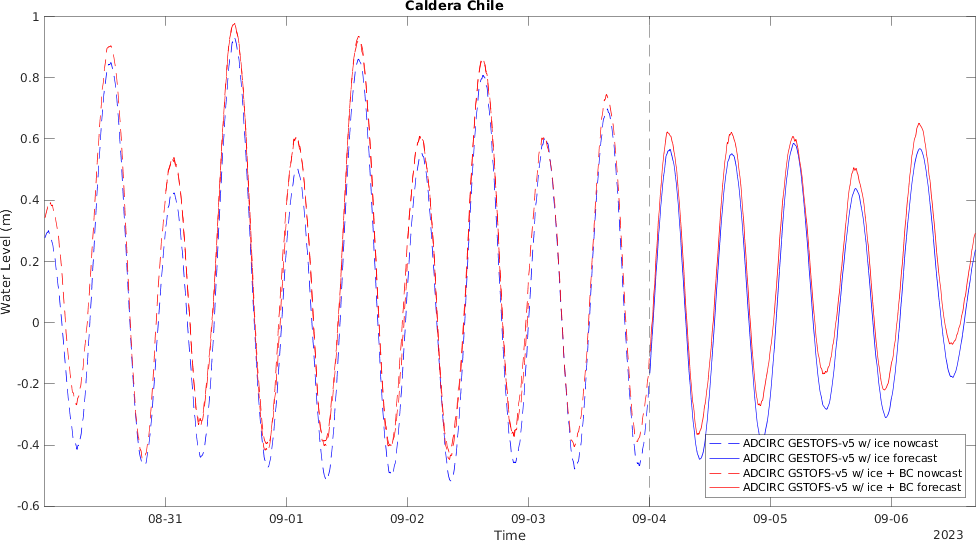 Caldera Chile
1
0.8
0.6
0.4
0.2
0
-0.2
-0.4
-0.6
Water Level (m)
ADCIRC GESTOFS-v5 w/ ice nowcast
ADCIRC GESTOFS-v5 w/ ice forecast
ADCIRC GSTOFS-v5 w/ ice + BC nowcast
ADCIRC GSTOFS-v5 w/ ice + BC forecast
08-31 09-01 09-02 09-03 09-04 09-05 09-06
Time
2023